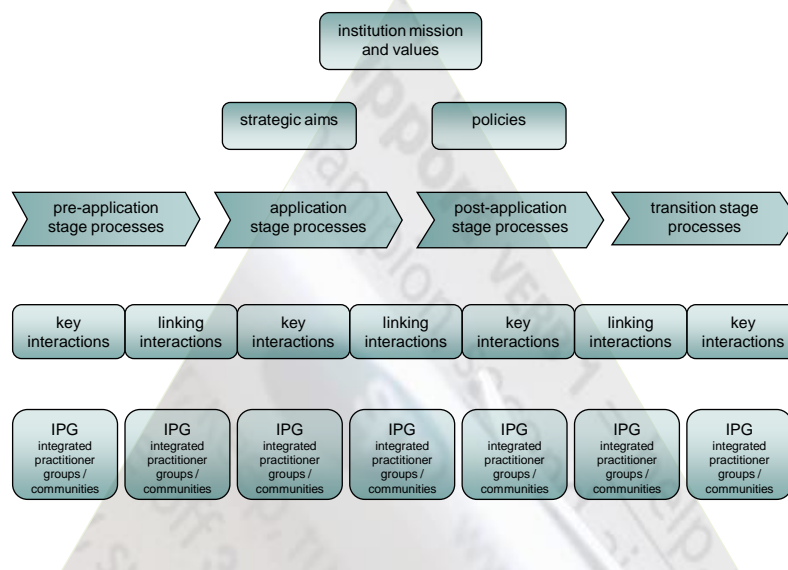 institution mission
and values
strategic aims
policies
pre-application
stage processes
application
stage processes
post-application
stage processes
transition stage
processes
key
interactions
linking
interactions
key
interactions
linking
interactions
key
interactions
linking
interactions
key
interactions
IPG
integrated
practitioner
groups /
communities
IPG
integrated
practitioner
groups /
communities
IPG
integrated
practitioner
groups /
communities
IPG
integrated
practitioner
groups /
communities
IPG
integrated
practitioner
groups /
communities
IPG
integrated
practitioner
groups /
communities
IPG
integrated
practitioner
groups /
communities